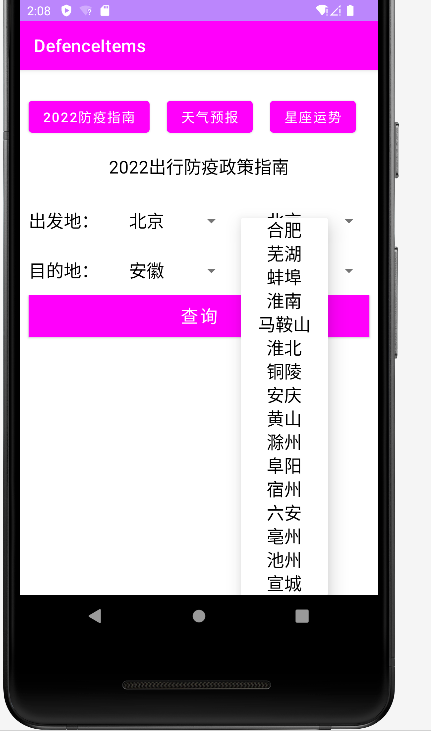 2:08
DefenceItems
2022防疫指南 天气预报 星座运势
2022出行防疫政策指南
出发地: 北京 北京
目的地: 安徽
查询
合肥
芜湖
蚌埠
淮南
马鞍山
淮北
铜陵
安庆
黄山
滁州
阜阳
宿州
六安
亳州
池州
宣城